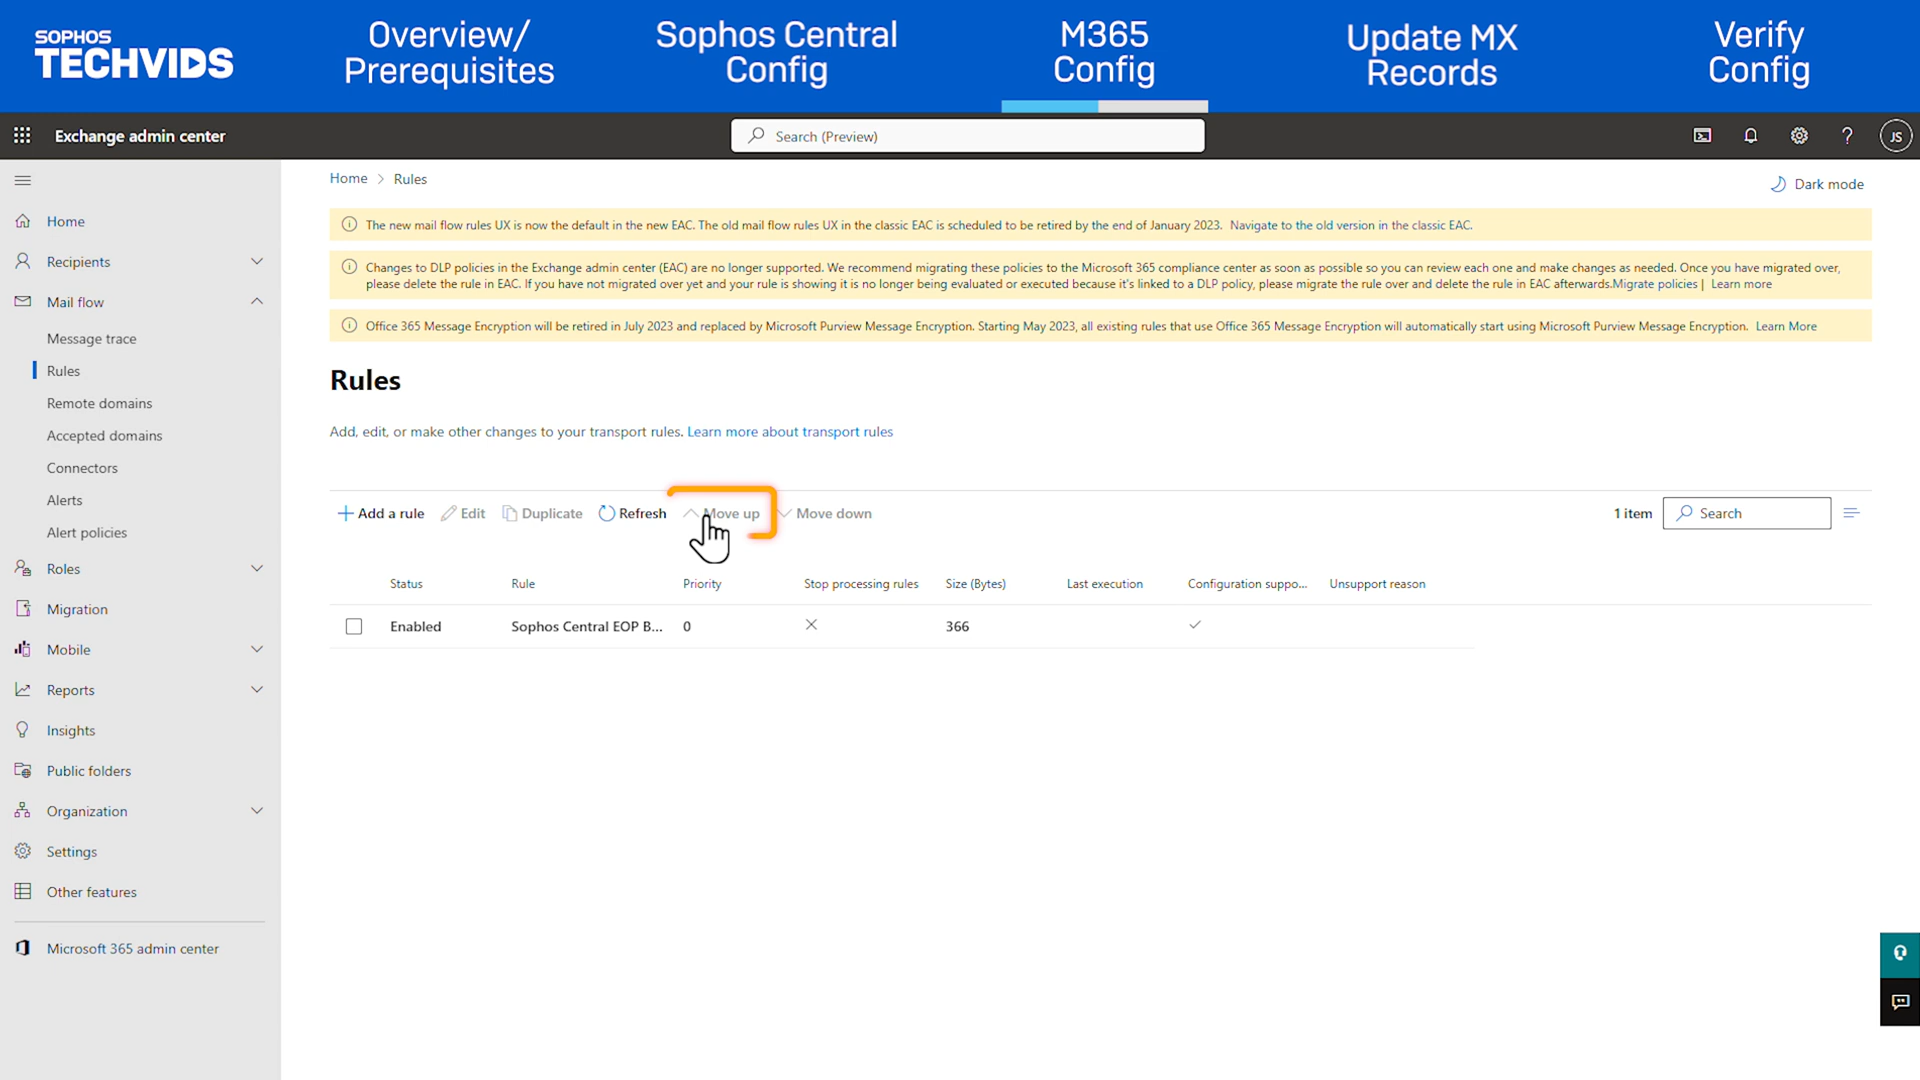 SOPHOS
TECHVIDS
Overview/
Prerequisites
Sophos Central
Config
M365
Config
Update MX
Records
Verify
Config
Exchange admin center
Search (Preview)
JS
Home
Recipients
Mail flow
Message trace
Rules
Remote domains
Accepted domains
Connectors
Alerts
Alert policies
Roles
Migration
Mobile
Reports
Insights
Public folders
Organization
Settings
Other features
Microsoft 365 admin center
Home > Rules
Dark mode
The new mail flow rules UX is now the default in the new EAC. The old mail flow rules UX in the classic EAC is scheduled to be retired by the end of January 2023. Navigate to the old version in the classic EAC.
Changes to DLP policies in the Exchange admin center (EAC) are no longer supported. We recommend migrating these policies to the Microsoft 365 compliance center as soon as possible so you can review each one and make changes as needed. Once you have migrated over,
please delete the rule in EAC. If you have not migrated over yet and your rule is showing it is no longer being evaluated or executed because it's linked to a DLP policy, please migrate the rule over and delete the rule in EAC afterwards.Migrate policies | Learn more
Office 365 Message Encryption will be retired in July 2023 and replaced by Microsoft Purview Message Encryption. Starting May 2023, all existing rules that use Office 365 Message Encryption will automatically start using Microsoft Purview Message Encryption. Learn More
Rules
Add, edit, or make other changes to your transport rules. Learn more about transport rules
Add a rule Edit Duplicate Refresh Move up Move down 1 item Search
Status Rule Priority Stop processing rules Size (Bytes) Last execution Configuration suppo... Unsupport reason
Enabled Sophos Central EOP B... 0 366